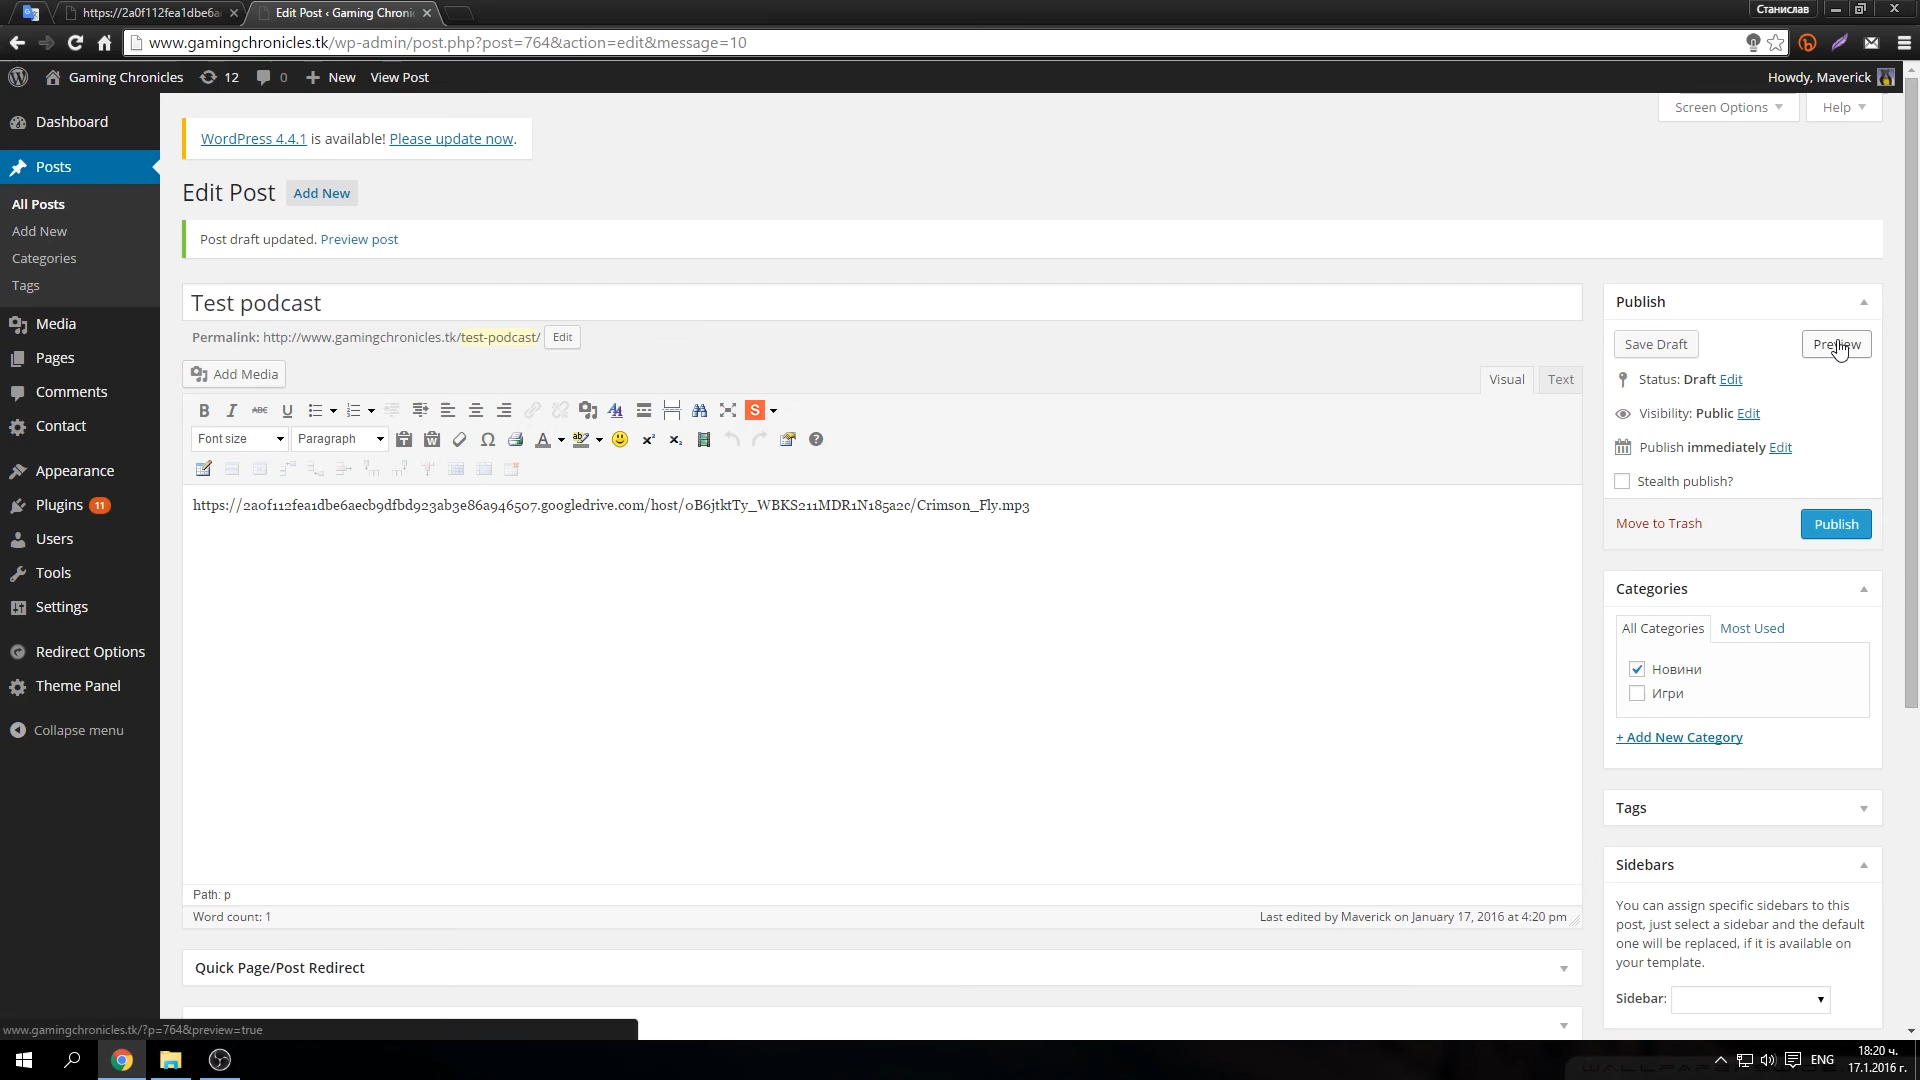 https://2a0f112fea1dbe6a
Edit Post ‹ Gaming Chroni
Станислав
www.gamingchronicles.tk/wp-admin/post.php?post=764&action=edit&message=10
Gaming Chronicles
12
0
New
View Post
Howdy, Maverick
Screen Options
Help
Dashboard
Posts
All Posts
Add New
Categories
Tags
Media
Pages
Comments
Contact
Appearance
Plugins 11
Users
Tools
Settings
Redirect Options
Theme Panel
Collapse menu
WordPress 4.4.1 is available! Please update now.
Edit Post
Add New
Post draft updated. Preview post
Test podcast
Permalink: http://www.gamingchronicles.tk/test-podcast/
Edit
Add Media
Visual
Text
B I ABC U
S
Font size
Paragraph
https://2a0f112fea1dbe6aecb9dfbd923ab3e86a946507.googledrive.com/host/0B6jtktTy_WBKS211MDR1N185a2c/Crimson_Fly.mp3
Path: p
Word count: 1
Last edited by Maverick on January 17, 2016 at 4:20 pm
Quick Page/Post Redirect
Publish
Save Draft
Preview
Status: Draft Edit
Visibility: Public Edit
Publish immediately Edit
Stealth publish?
Move to Trash
Publish
Categories
All Categories
Most Used
Новини
Игри
+ Add New Category
Tags
Sidebars
You can assign specific sidebars to this
post, just select a sidebar and the default
one will be replaced, if it is available on
your template.
Sidebar:
www.gamingchronicles.tk/?p=764&preview=true
ENG
18:20 ч.
17.1.2016 г.